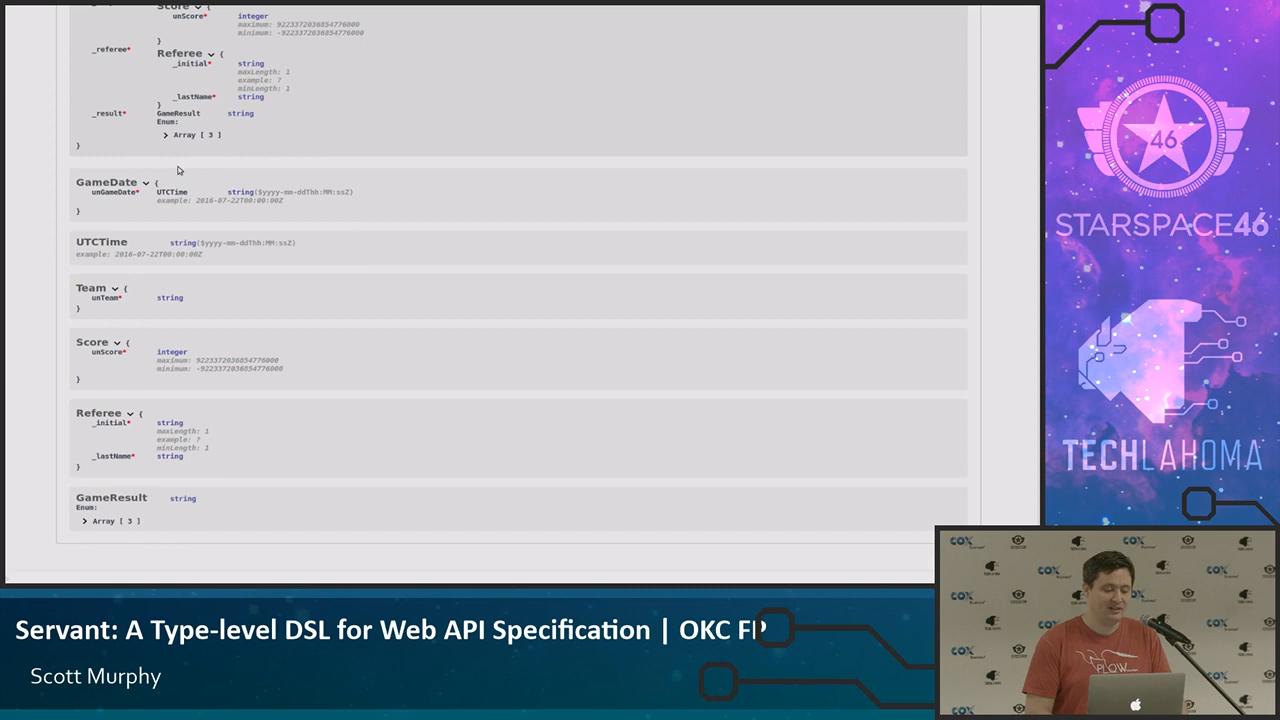 Score {
unScore* integer
maximum: 9223372036854776000
minimum: -9223372036854776000
}
_referee* Referee {
_initial* string
maxLength: 1
example: ?
minLength: 1
_lastName* string
}
_result* GameResult string
Enum:
Array [ 3 ]
}
GameDate {
unGameDate* UTCTime string($yyyy-mm-ddThh:MM:ssZ)
example: 2016-07-22T00:00:00Z
}
UTCTime string($yyyy-mm-ddThh:MM:ssZ)
example: 2016-07-22T00:00:00Z
Team {
unTeam* string
}
Score {
unScore* integer
maximum: 9223372036854776000
minimum: -9223372036854776000
}
Referee {
_initial* string
maxLength: 1
example: ?
minLength: 1
_lastName* string
}
GameResult string
Enum:
Array [ 3 ]
46
STARSPACE46
TECHLAHOMA
Servant: A Type-level DSL for Web API Specification | OKC FP
Scott Murphy
COX
PLOW